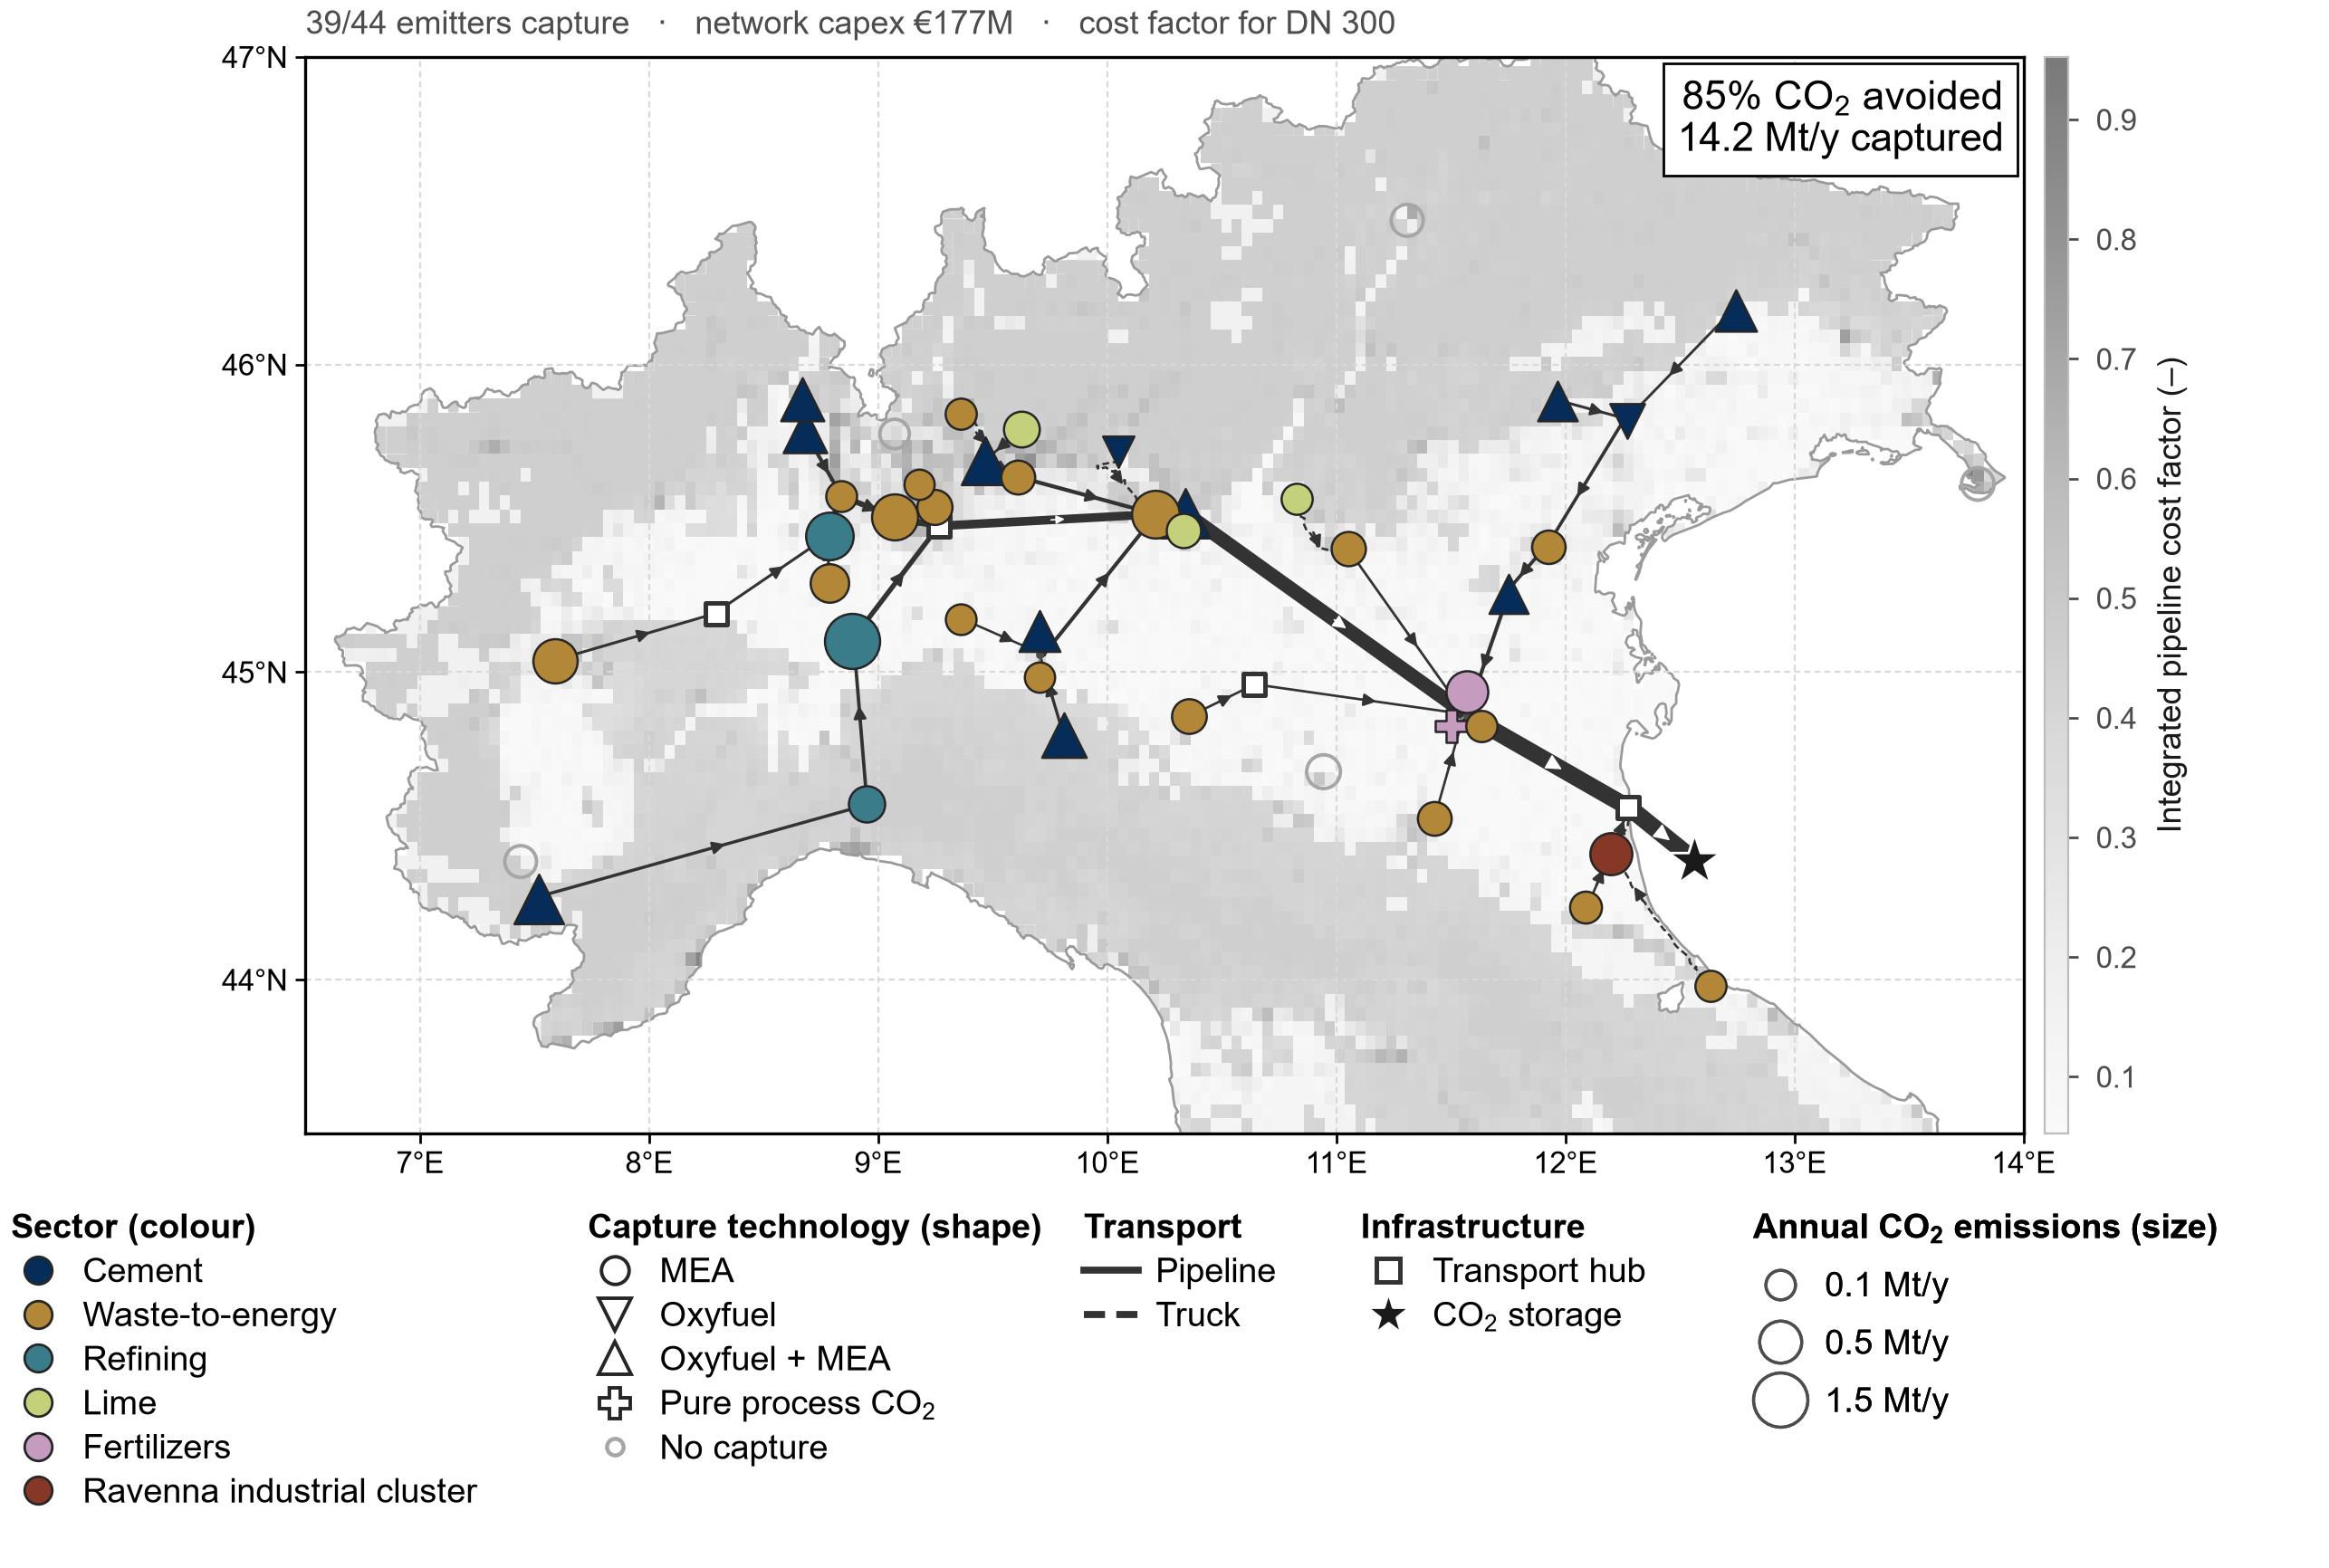 39/44 emitters capture · network capex €177M · cost factor for DN 300
85% CO₂ avoided
14.2 Mt/y captured
47°N
46°N
45°N
44°N
7°E
8°E
9°E
10°E
11°E
12°E
13°E
14°E
0.9
0.8
0.7
0.6
0.5
0.4
0.3
0.2
0.1
Integrated pipeline cost factor (–)
Sector (colour)
Cement
Waste-to-energy
Refining
Lime
Fertilizers
Ravenna industrial cluster
Capture technology (shape)
MEA
Oxyfuel
Oxyfuel + MEA
Pure process CO₂
No capture
Transport
Pipeline
Truck
Infrastructure
Transport hub
CO₂ storage
Annual CO₂ emissions (size)
0.1 Mt/y
0.5 Mt/y
1.5 Mt/y